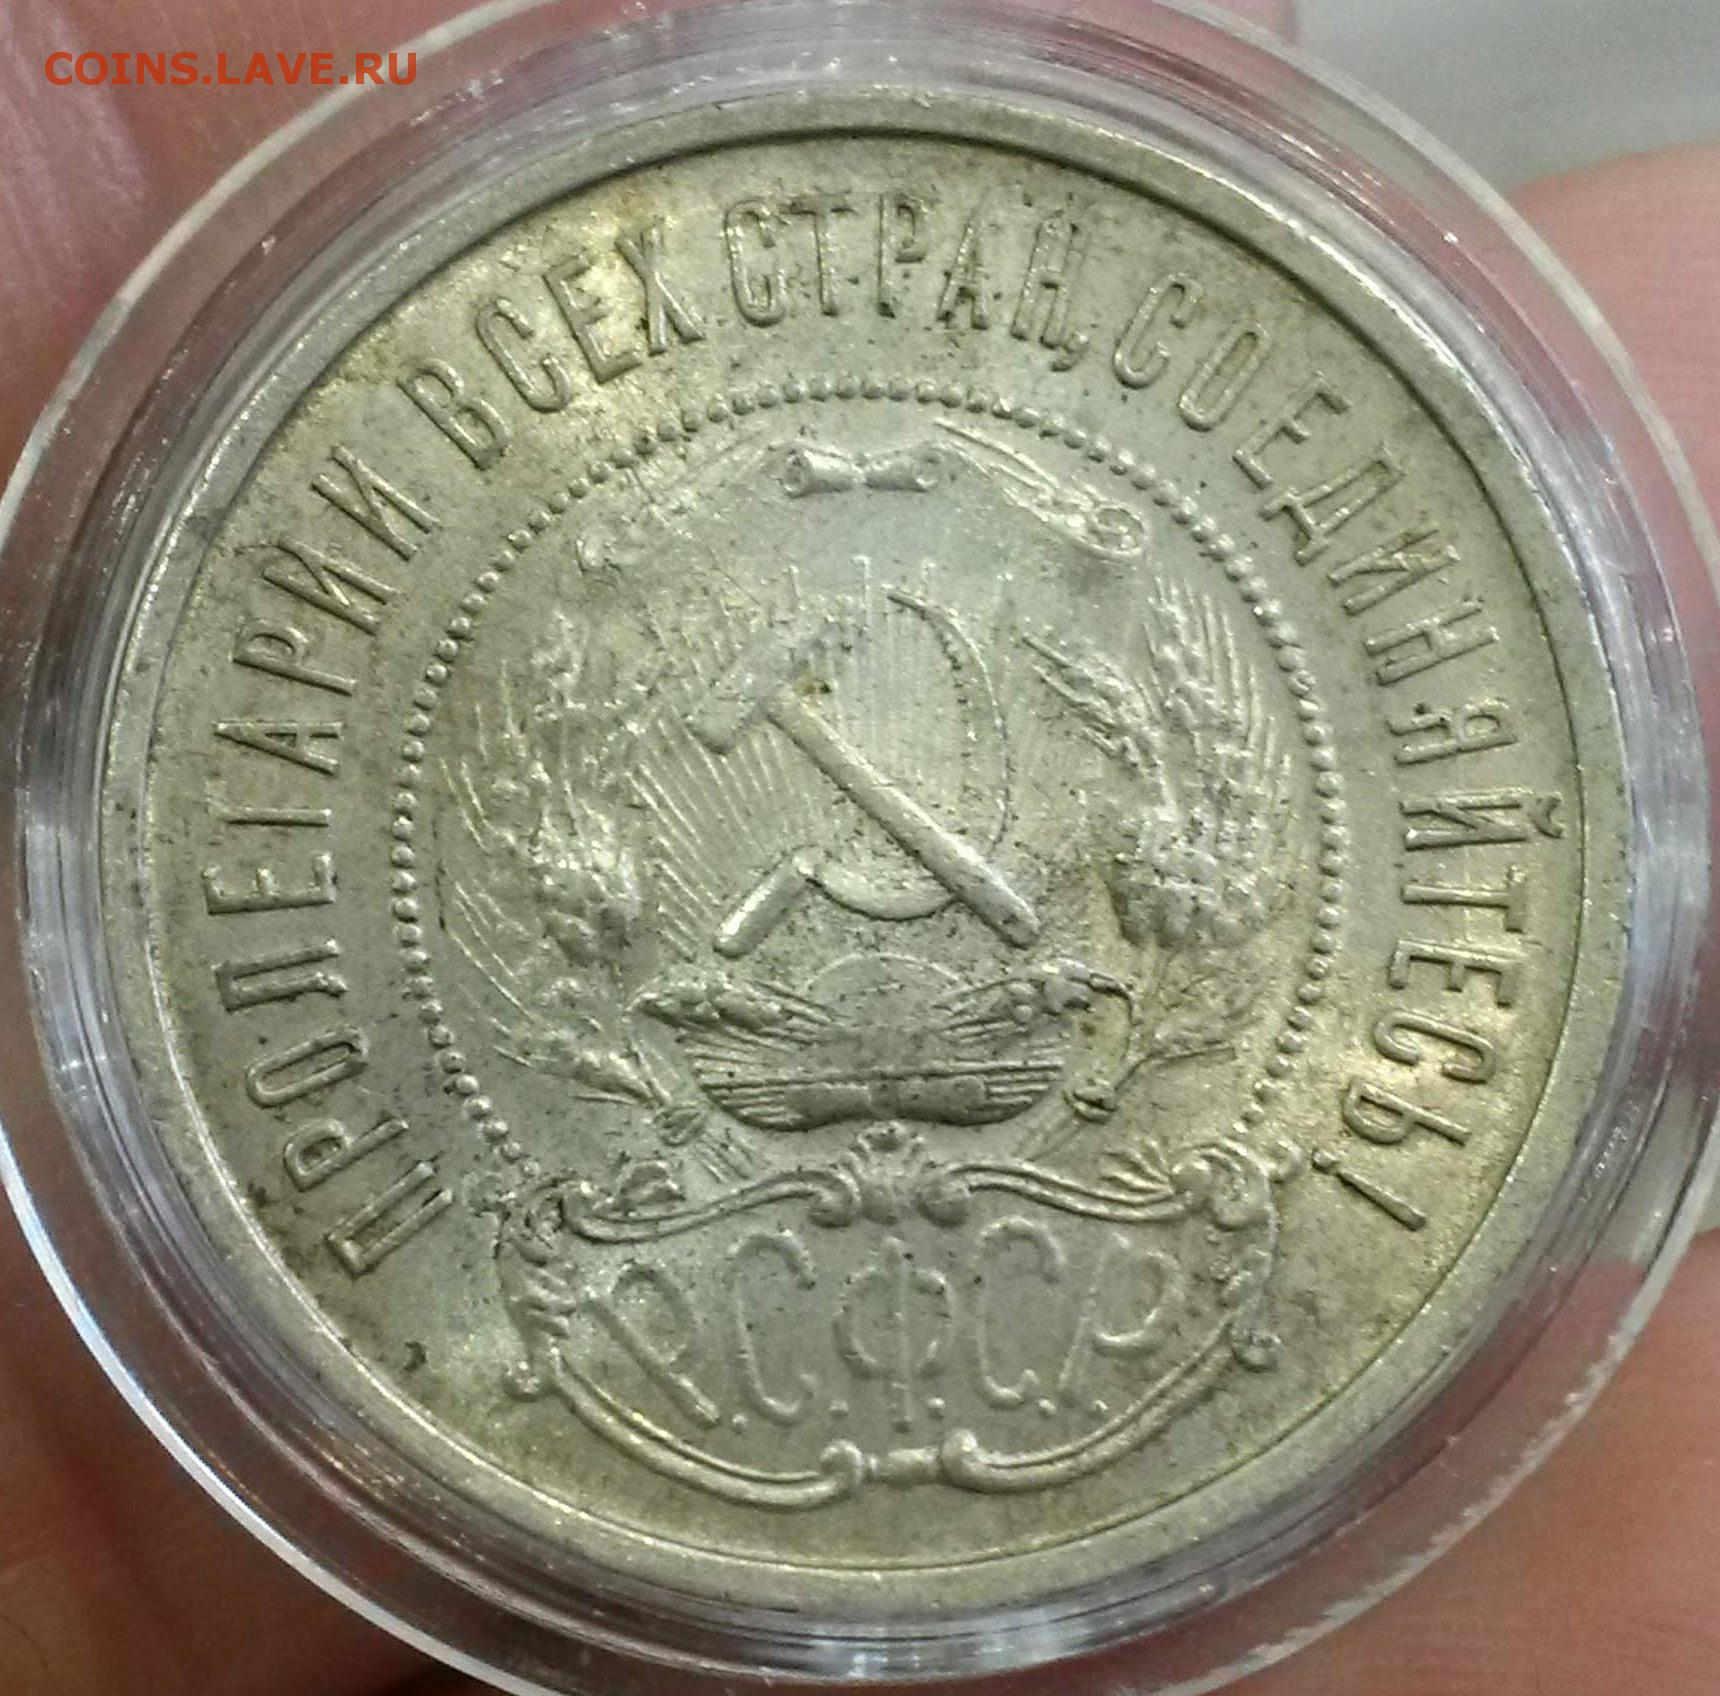 COINS.LAVE.RU
ПРОЛЕТАРИИ ВСЕХ СТРАН, СОЕДИНЯЙТЕСЬ!
Р.С.Ф.С.Р.